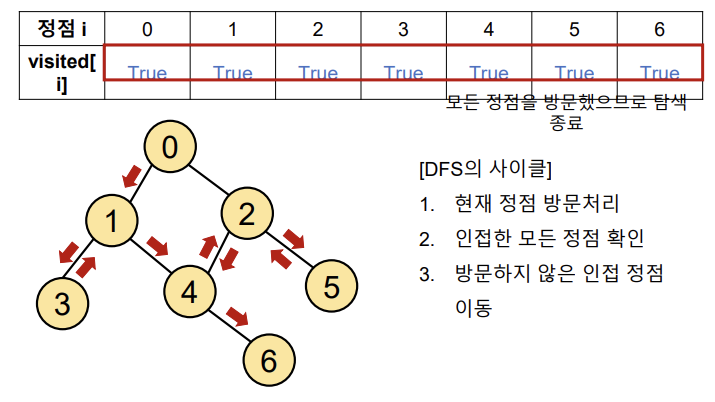 정점 i 0 1 2 3 4 5 6
visited[
i] True True True True True True True
모든 정점을 방문했으므로 탐색
종료
0
[DFS의 사이클]
1 2
1. 현재 정점 방문처리
2. 인접한 모든 정점 확인
3. 방문하지 않은 인접 정점
이동
3 4 5
6